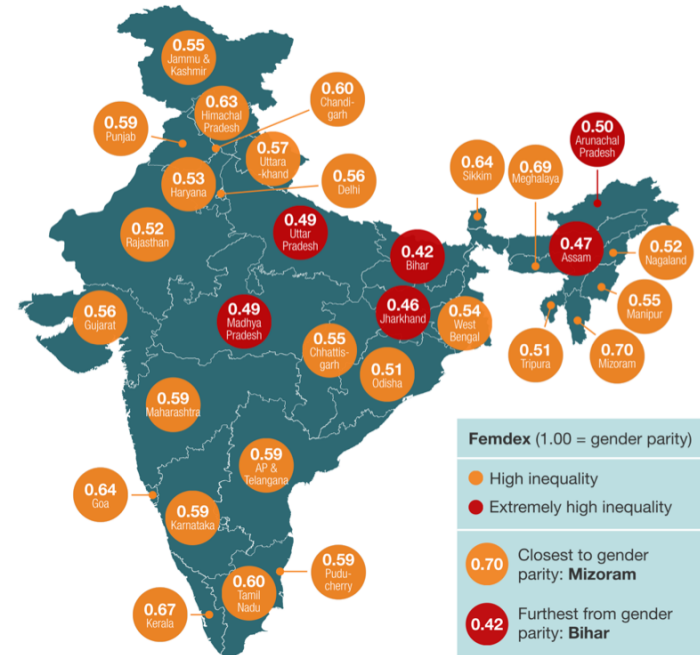 0.55
Jammu &
Kashmir
0.63
Himachal
Pradesh
0.60
Chandi-
garh
0.59
Punjab
0.57
Uttara
-khand
0.56
Delhi
0.53
Haryana
0.52
Rajasthan
0.49
Uttar
Pradesh
0.42
Bihar
0.64
Sikkim
0.69
Meghalaya
0.50
Arunachal
Pradesh
0.47
Assam
0.52
Nagaland
0.55
Manipur
0.70
Mizoram
0.51
Tripura
0.56
Gujarat
0.49
Madhya
Pradesh
0.46
Jharkhand
0.54
West
Bengal
0.55
Chhattis-
garh
0.51
Odisha
0.59
Maharashtra
0.59
AP &
Telangana
0.64
Goa
0.59
Karnataka
0.59
Pudu-
cherry
0.60
Tamil
Nadu
0.67
Kerala
Femdex (1.00 = gender parity)
High inequality
Extremely high inequality
0.70
Closest to gender
parity: Mizoram
0.42
Furthest from gender
parity: Bihar